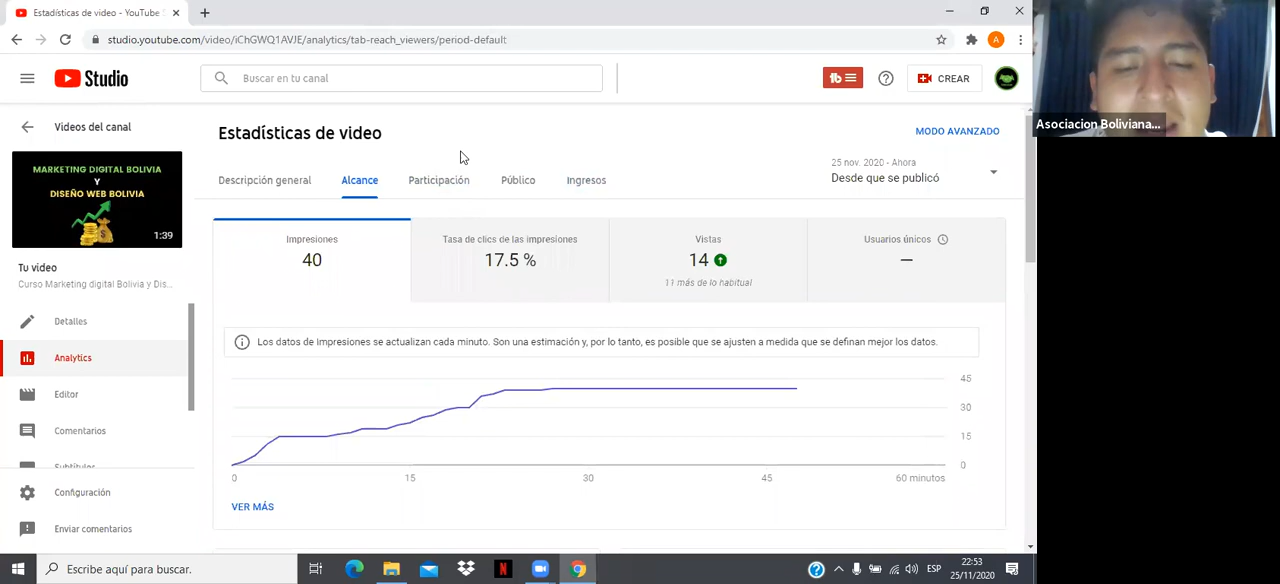 Estadísticas de video - YouTube
studio.youtube.com/video/iChGWQ1AVJE/analytics/tab-reach_viewers/period-default
Studio
Buscar en tu canal
tb
CREAR
Asociacion Boliviana...
Videos del canal
MARKETING DIGITAL BOLIVIA
Y
DISEÑO WEB BOLIVIA
1:39
Tu video
Curso Marketing digital Bolivia y Dis...
Detalles
Analytics
Editor
Comentarios
Subtítulos
Configuración
Enviar comentarios
Estadísticas de video
MODO AVANZADO
25 nov. 2020 - Ahora
Desde que se publicó
Descripción general Alcance Participación Público Ingresos
Impresiones
40
Tasa de clics de las impresiones
17.5 %
Vistas
14
11 más de lo habitual
Usuarios únicos
—
Los datos de impresiones se actualizan cada minuto. Son una estimación y, por lo tanto, es posible que se ajusten a medida que se definan mejor los datos.
45
30
15
0
0 15 30 45 60 minutos
VER MÁS
Escribe aquí para buscar.
N
ESP
22:53
25/11/2020
A